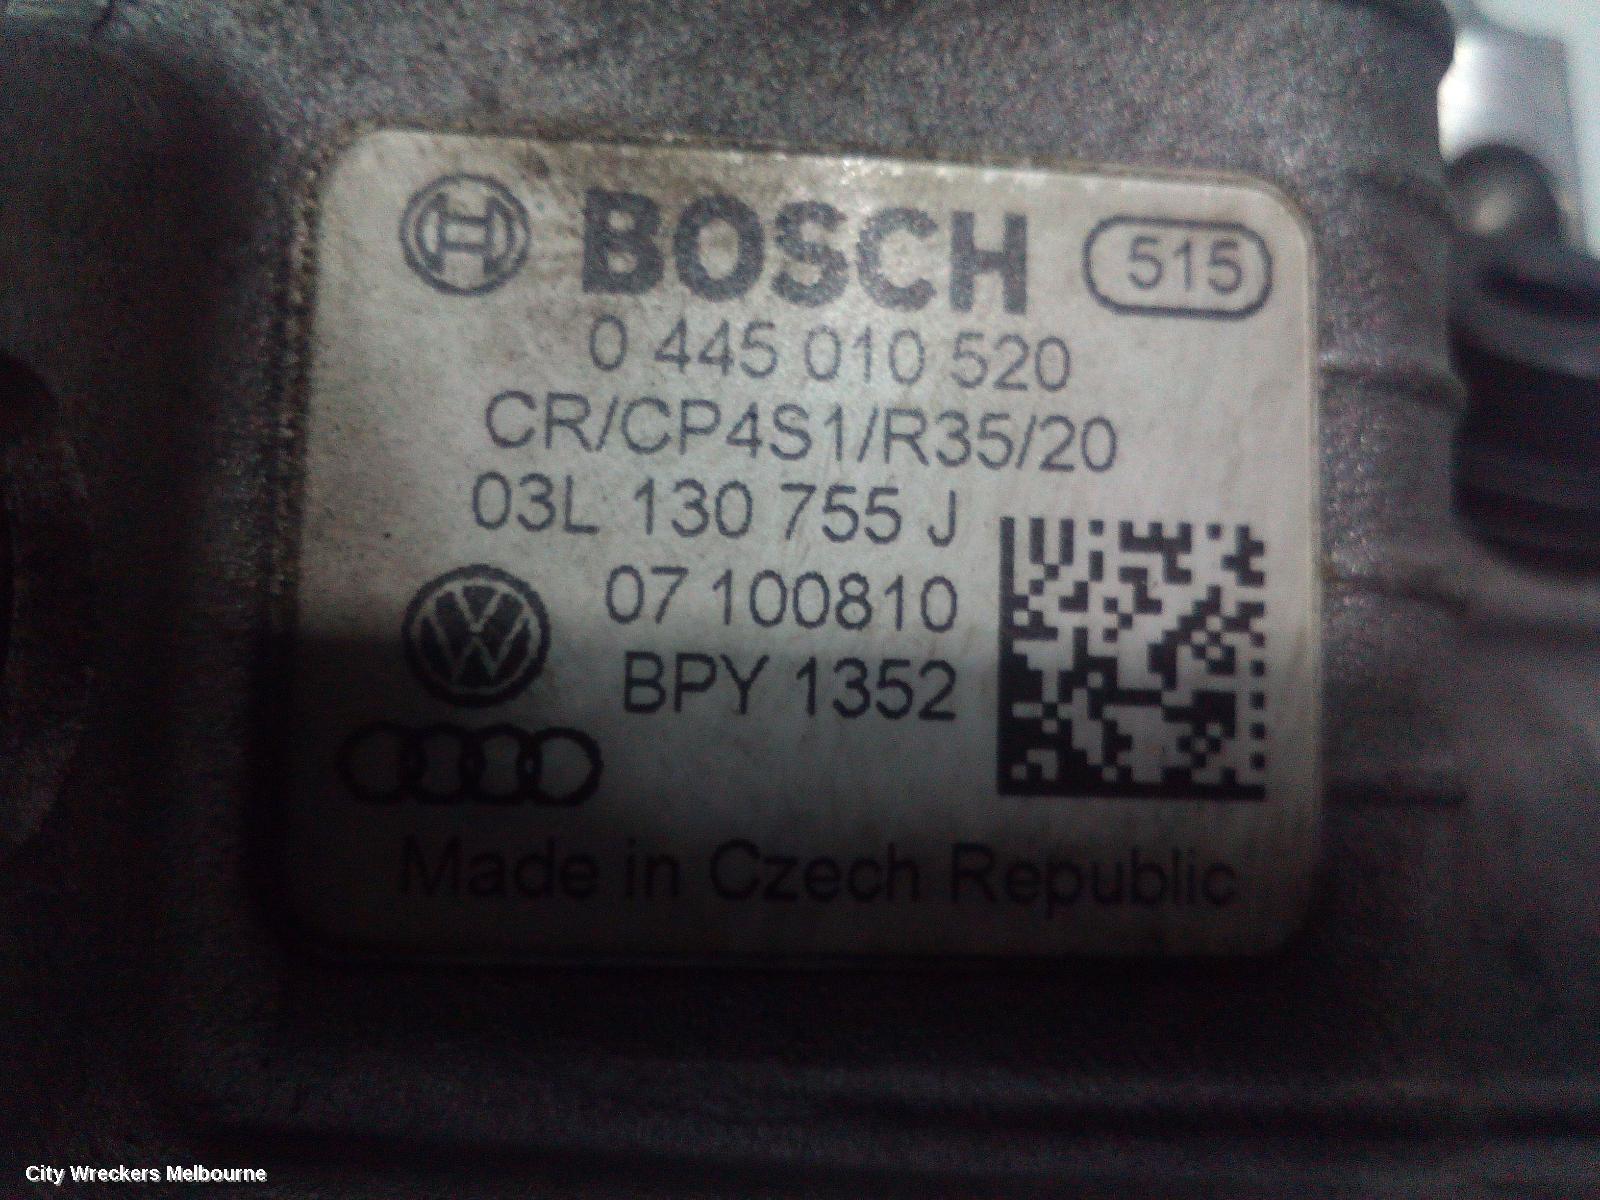 BOSCH 515
0 445 010 520
CR/CP4S1/R35/20
03L 130 755 J
07 100810
BPY 1352
Made in Czech Republic
City Wreckers Melbourne